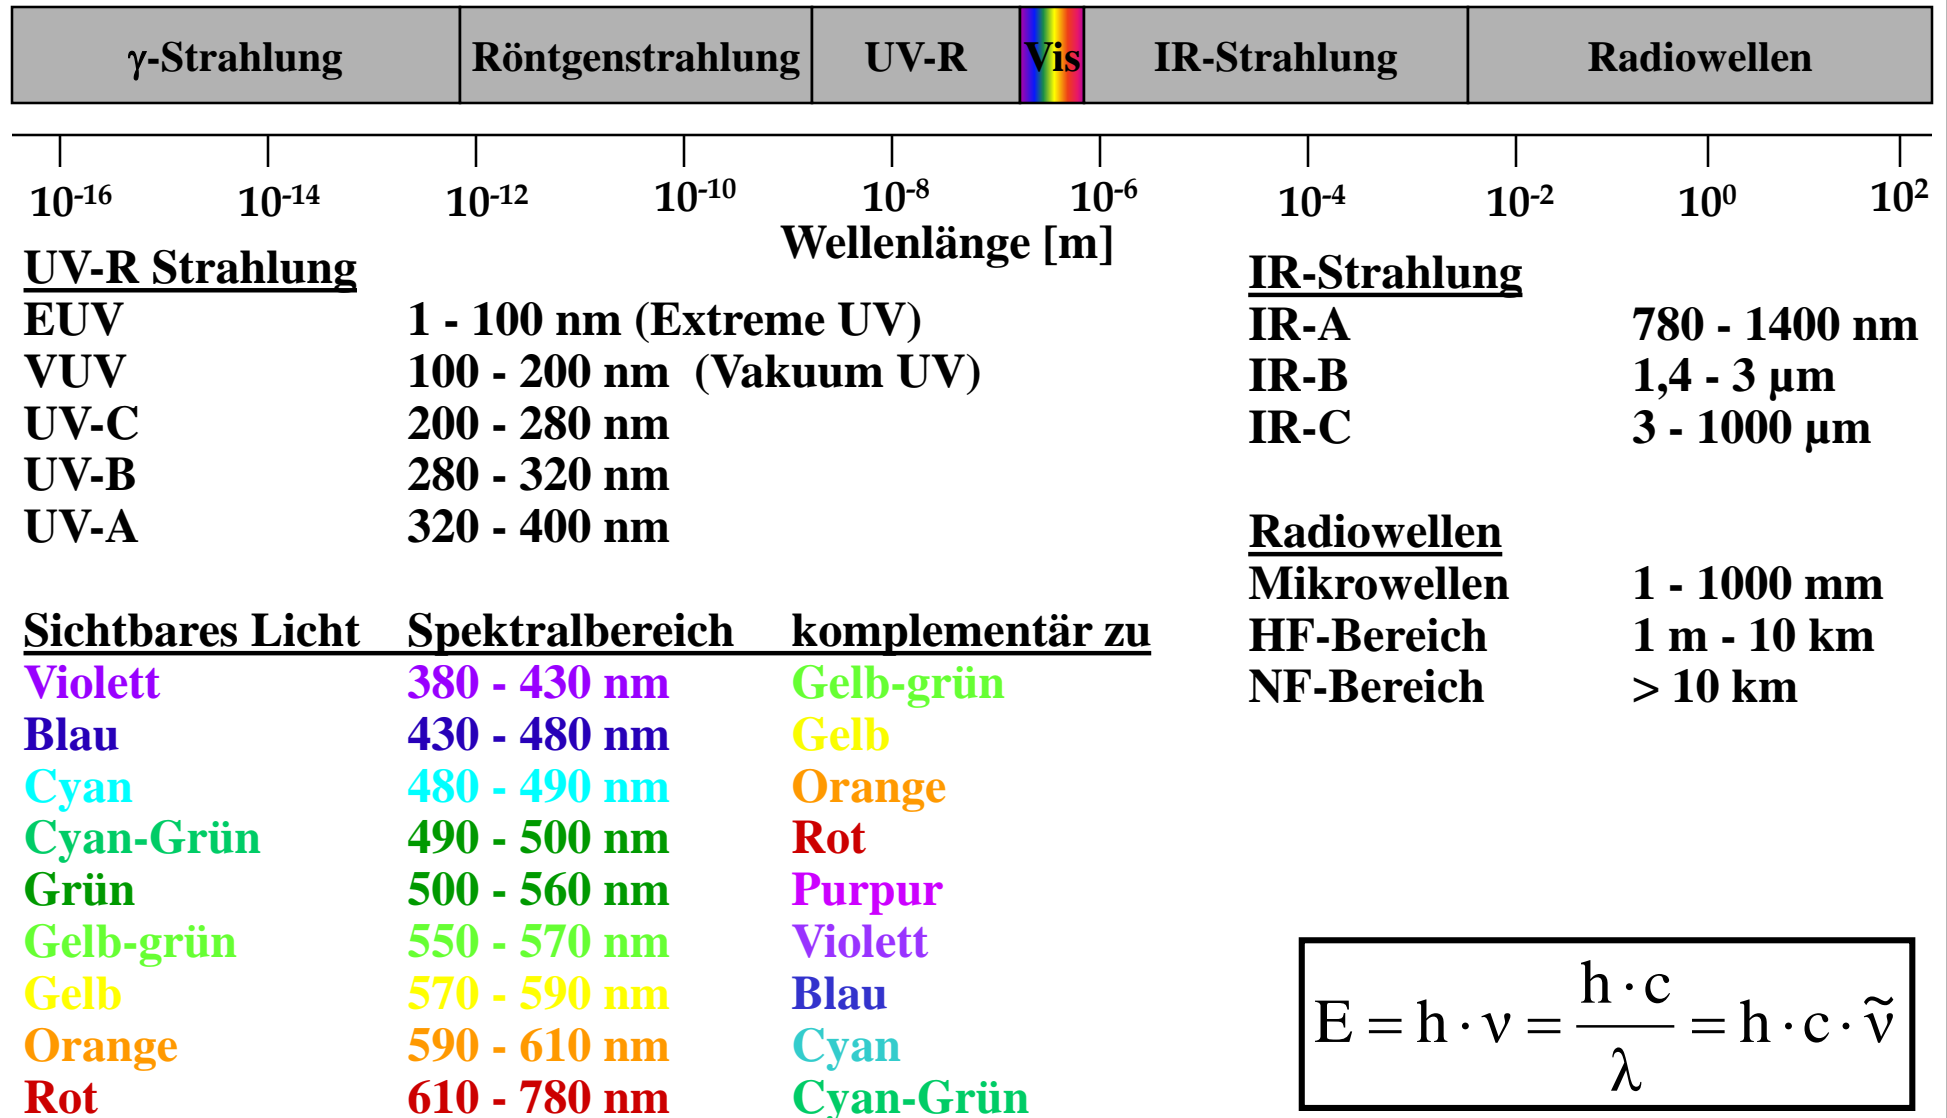 γ-Strahlung Röntgenstrahlung UV-R Vis IR-Strahlung Radiowellen
10⁻¹⁶ 10⁻¹⁴ 10⁻¹² 10⁻¹⁰ 10⁻⁸ 10⁻⁶ 10⁻⁴ 10⁻² 10⁰ 10²
Wellenlänge [m]
UV-R Strahlung
EUV 1 - 100 nm (Extreme UV)
VUV 100 - 200 nm (Vakuum UV)
UV-C 200 - 280 nm
UV-B 280 - 320 nm
UV-A 320 - 400 nm
Sichtbares Licht Spektralbereich komplementär zu
Violett 380 - 430 nm Gelb-grün
Blau 430 - 480 nm Gelb
Cyan 480 - 490 nm Orange
Cyan-Grün 490 - 500 nm Rot
Grün 500 - 560 nm Purpur
Gelb-grün 550 - 570 nm Violett
Gelb 570 - 590 nm Blau
Orange 590 - 610 nm Cyan
Rot 610 - 780 nm Cyan-Grün
IR-Strahlung
IR-A 780 - 1400 nm
IR-B 1,4 - 3 µm
IR-C 3 - 1000 µm
Radiowellen
Mikrowellen 1 - 1000 mm
HF-Bereich 1 m - 10 km
NF-Bereich > 10 km
E = h · ν = h · c / λ = h · c · ν̃